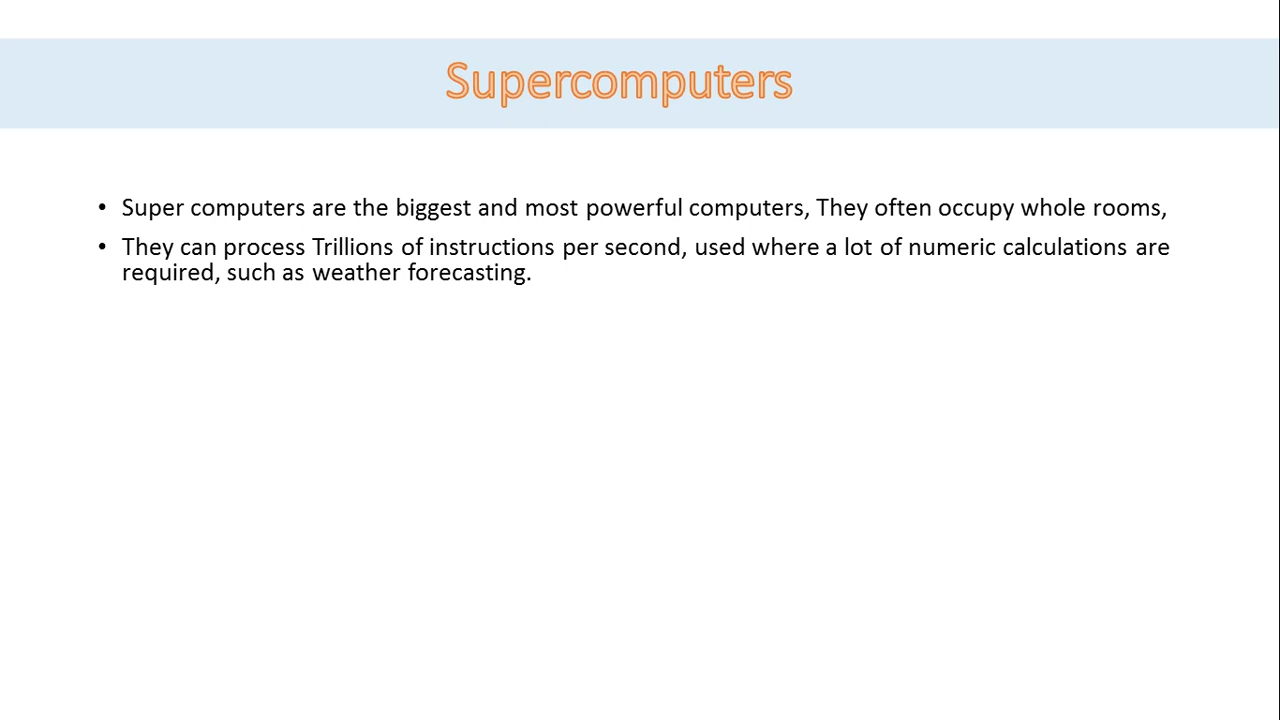 Supercomputers
• Super computers are the biggest and most powerful computers, They often occupy whole rooms,
• They can process Trillions of instructions per second, used where a lot of numeric calculations are
required, such as weather forecasting.